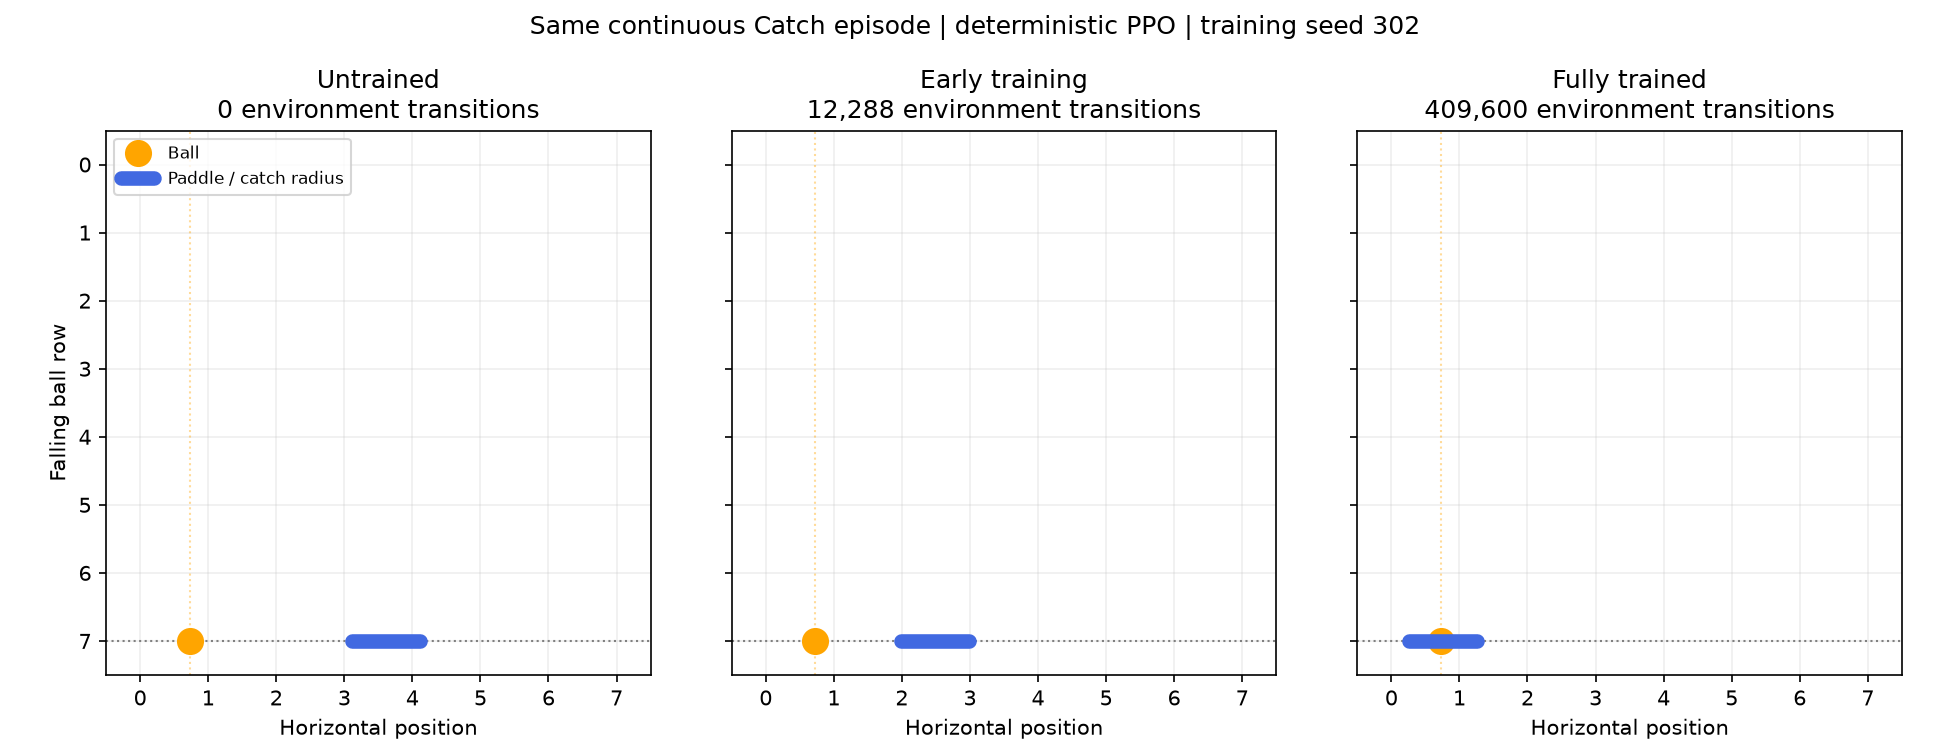 Same continuous Catch episode | deterministic PPO | training seed 302
Untrained
0 environment transitions
Early training
12,288 environment transitions
Fully trained
409,600 environment transitions
Ball
Paddle / catch radius
Falling ball row
0
1
2
3
4
5
6
7
0 1 2 3 4 5 6 7
Horizontal position
0 1 2 3 4 5 6 7
Horizontal position
0 1 2 3 4 5 6 7
Horizontal position